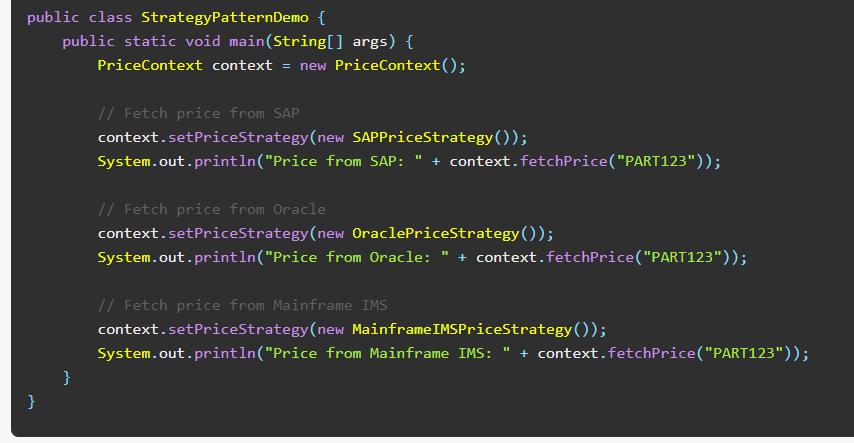 public class StrategyPatternDemo {
    public static void main(String[] args) {
        PriceContext context = new PriceContext();

        // Fetch price from SAP
        context.setPriceStrategy(new SAPPriceStrategy());
        System.out.println("Price from SAP: " + context.fetchPrice("PART123"));

        // Fetch price from Oracle
        context.setPriceStrategy(new OraclePriceStrategy());
        System.out.println("Price from Oracle: " + context.fetchPrice("PART123"));

        // Fetch price from Mainframe IMS
        context.setPriceStrategy(new MainframeIMSPriceStrategy());
        System.out.println("Price from Mainframe IMS: " + context.fetchPrice("PART123"));
    }
}